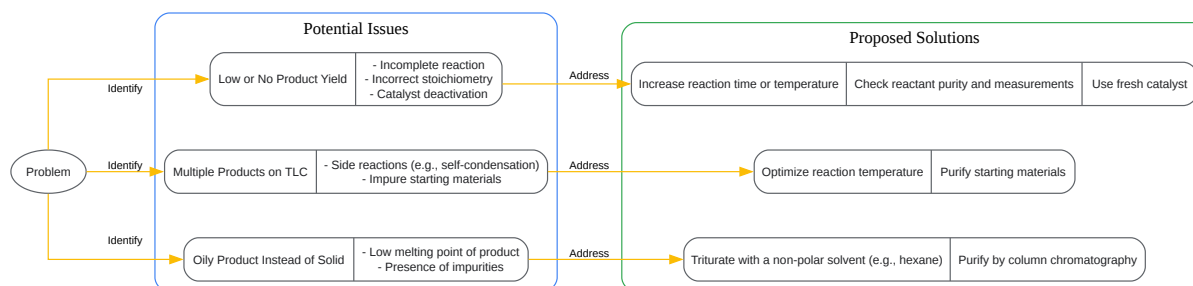 Potential Issues
Proposed Solutions
Problem
Identify
Low or No Product Yield
- Incomplete reaction
- Incorrect stoichiometry
- Catalyst deactivation
Address
Increase reaction time or temperature
Check reactant purity and measurements
Use fresh catalyst
Identify
Multiple Products on TLC
- Side reactions (e.g., self-condensation)
- Impure starting materials
Address
Optimize reaction temperature
Purify starting materials
Identify
Oily Product Instead of Solid
- Low melting point of product
- Presence of impurities
Address
Triturate with a non-polar solvent (e.g., hexane)
Purify by column chromatography